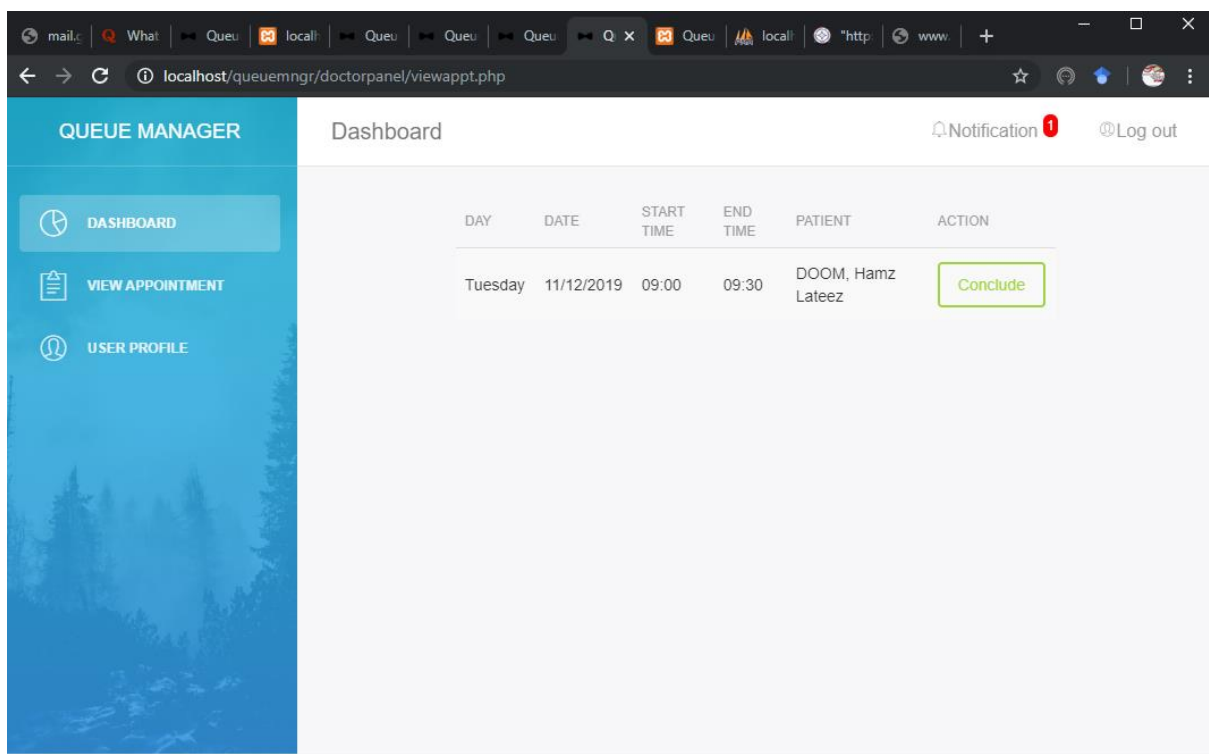 mail.g What Queu localh Queu Queu Queu Q Queu localh "http: www.
localhost/queuemngr/doctorpanel/viewappt.php
QUEUE MANAGER
Dashboard
Notification 1
Log out
DASHBOARD
VIEW APPOINTMENT
USER PROFILE
DAY DATE START TIME END TIME PATIENT ACTION
Tuesday 11/12/2019 09:00 09:30 DOOM, Hamz Lateez Conclude